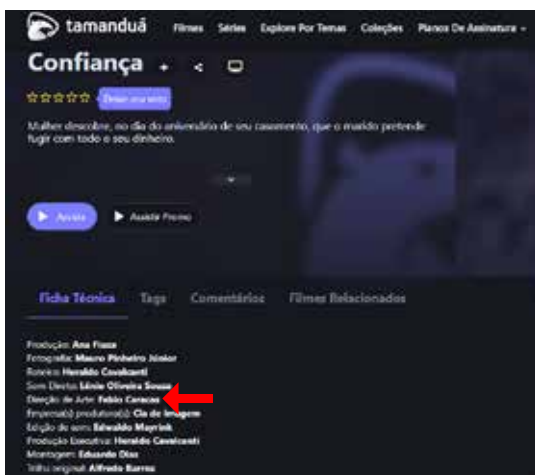 tamanduá Filmes Séries Explore Por Temas Coleções Planos De Assinatura
Confiança
Deixe seu voto
Mulher descobre, no dia do aniversário de seu casamento, que o marido pretende
fugir com todo o seu dinheiro.
Assista Assistir Promo
Ficha Técnica Tags Comentários Filmes Relacionados
Produção: Ana
Fotografia: Mauro Pinheiro Júnior
Roteiro: Heraldo Cavalcanti
Som Direto: Lênio Oliveira Souza
Direção de Arte: Fabio Caracas
Empresa(s) produtora(s): Cia de Imagem
Edição de som: Edwaldo Mayrink
Produção Executiva: Heraldo Cavalcanti
Montagem: Eduardo Dias
Trilha original: Alfredo Barros